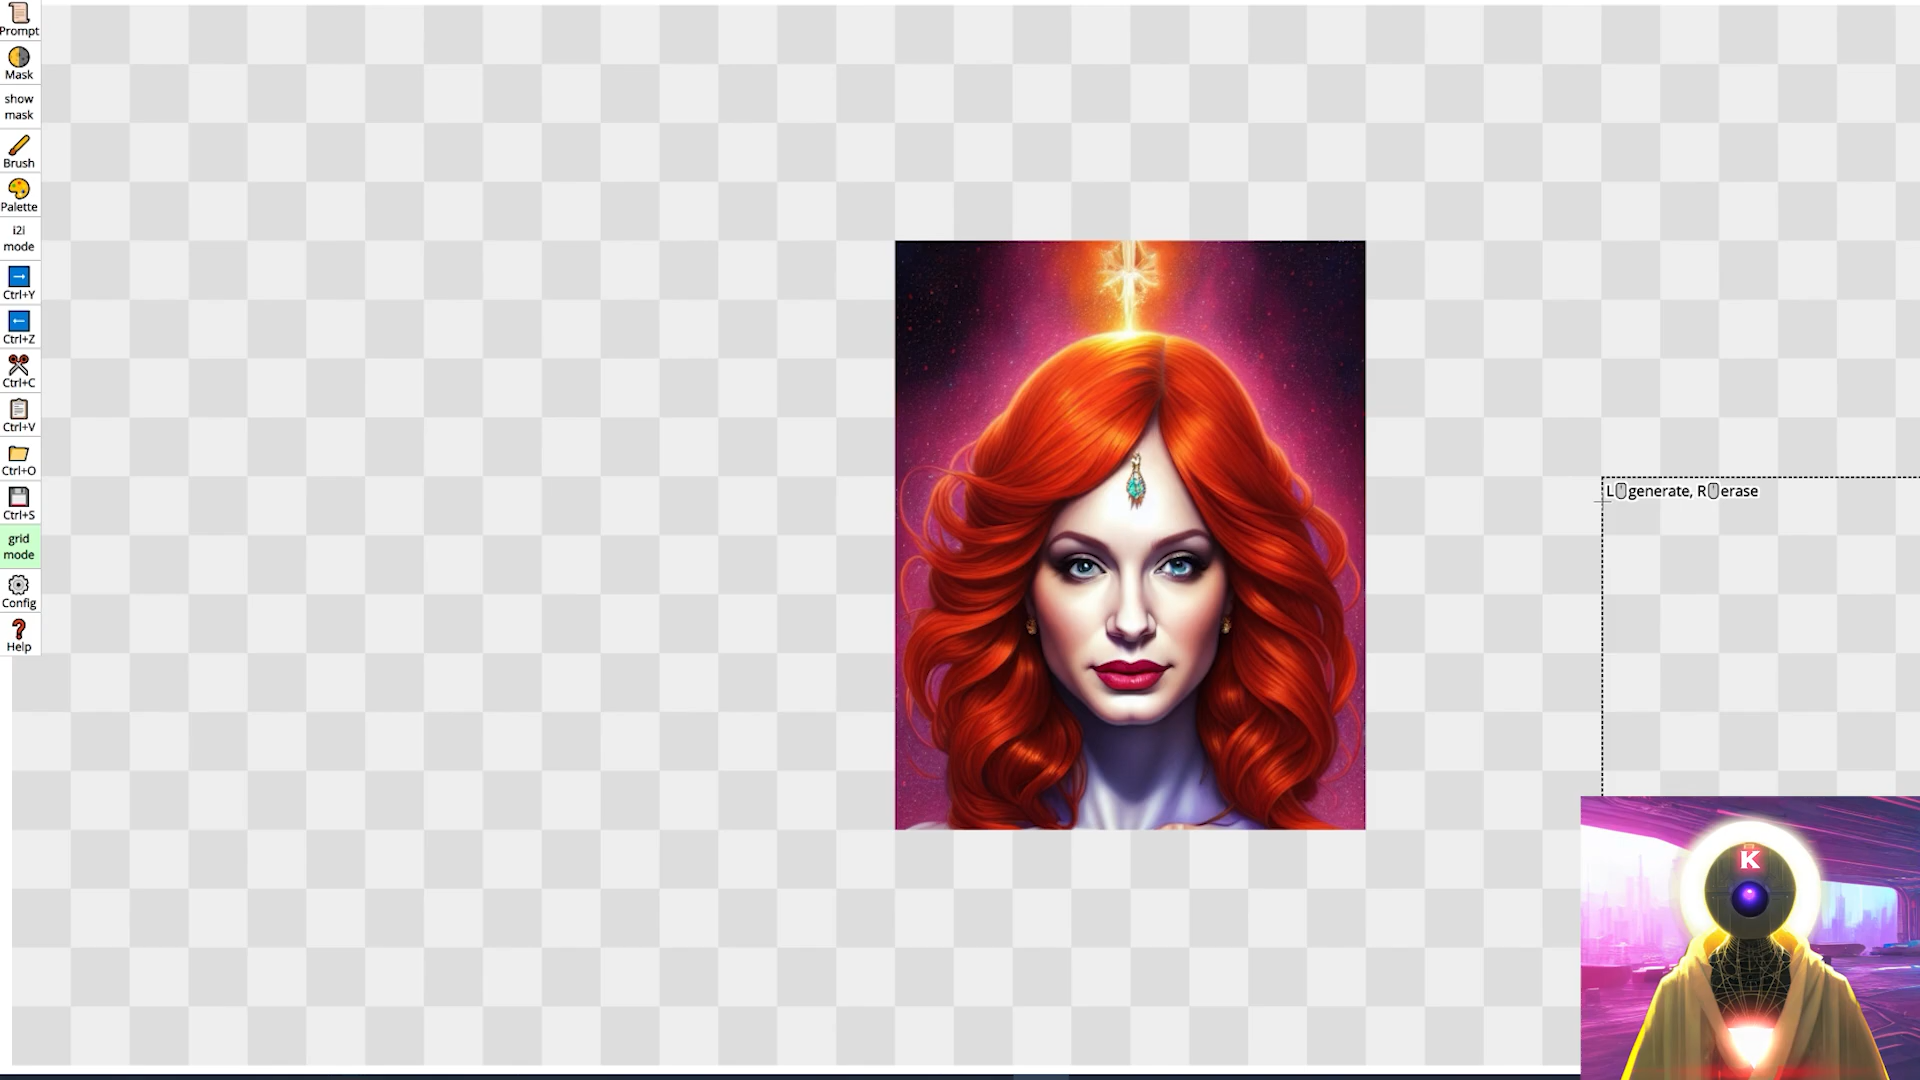 Prompt
Mask
show
mask
Brush
Palette
i2i
mode
Ctrl+Y
Ctrl+Z
Ctrl+C
Ctrl+V
Ctrl+O
Ctrl+S
grid
mode
Config
Help
L generate, R erase
K